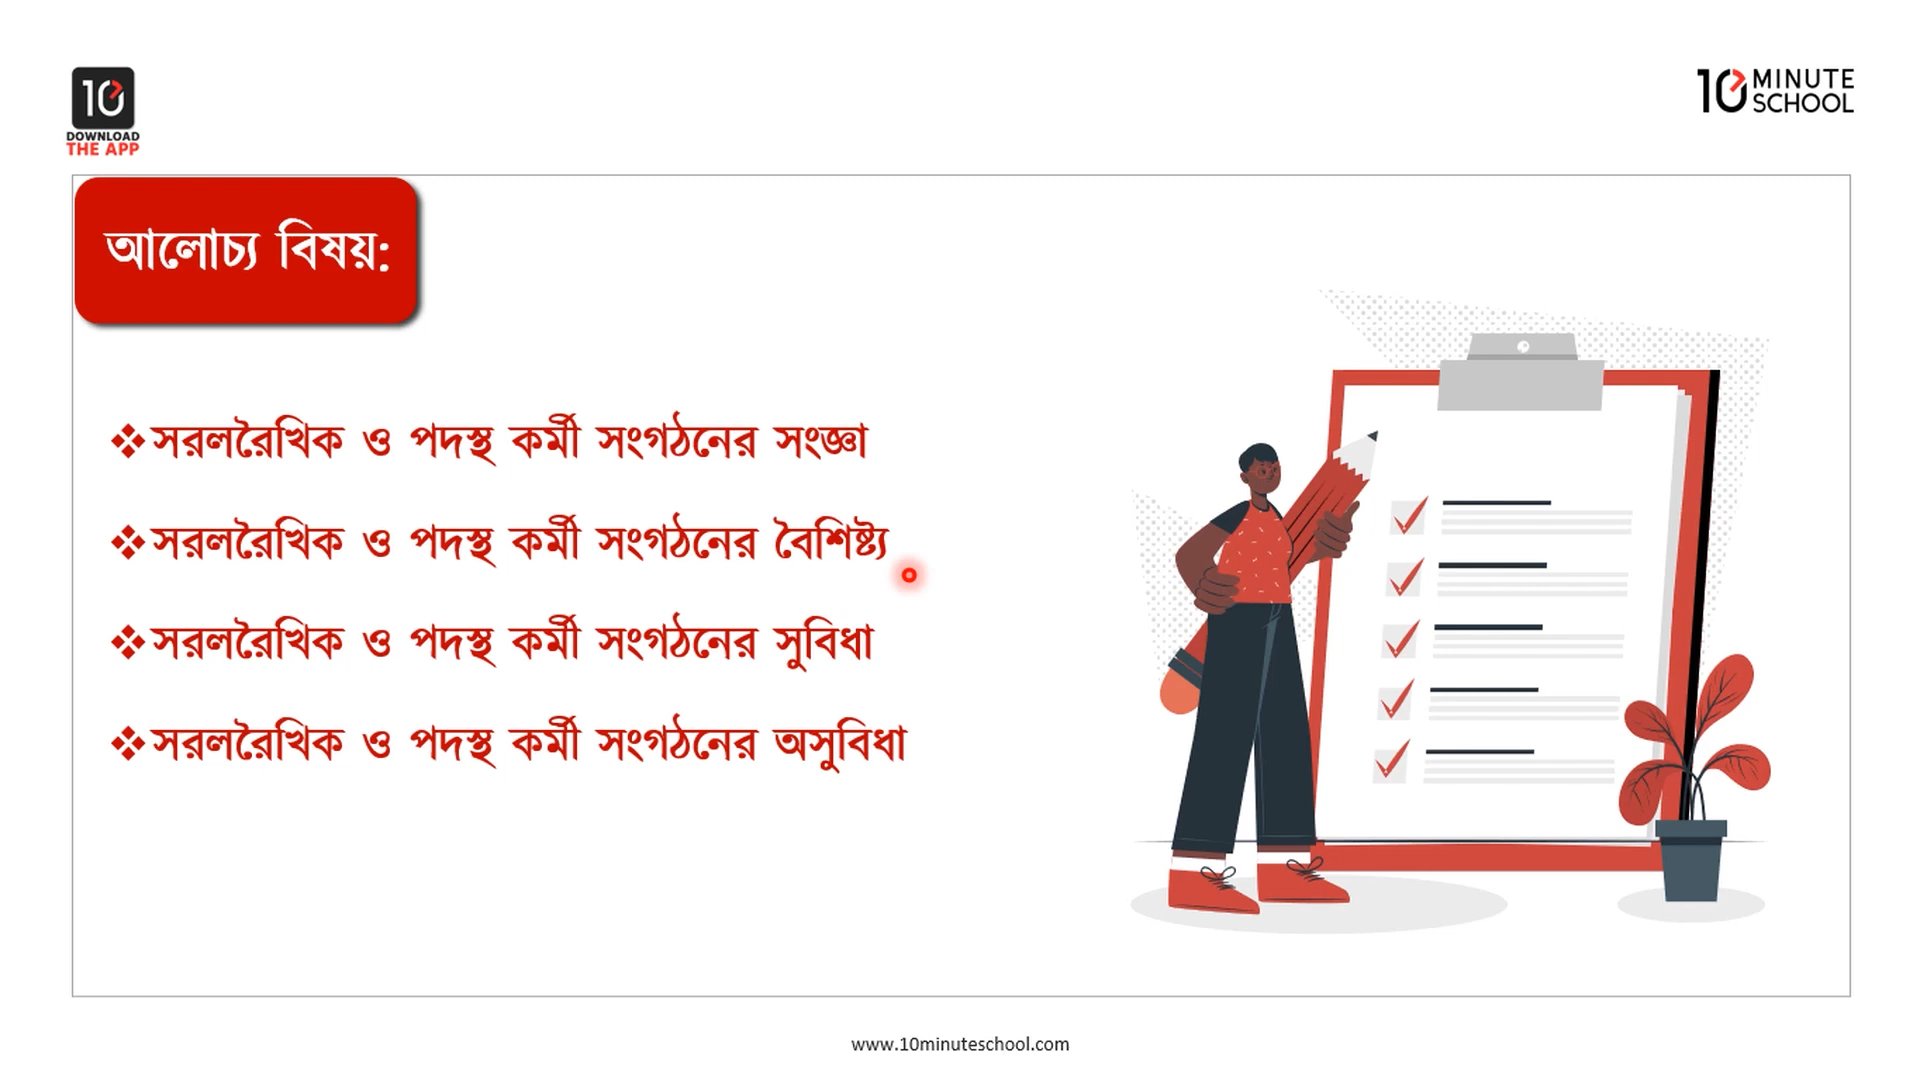 10
DOWNLOAD
THE APP
10 MINUTE
SCHOOL
আলোচ্য বিষয়:
❖সরলরৈখিক ও পদস্থ কর্মী সংগঠনের সংজ্ঞা
❖সরলরৈখিক ও পদস্থ কর্মী সংগঠনের বৈশিষ্ট্য
❖সরলরৈখিক ও পদস্থ কর্মী সংগঠনের সুবিধা
❖সরলরৈখিক ও পদস্থ কর্মী সংগঠনের অসুবিধা
www.10minuteschool.com